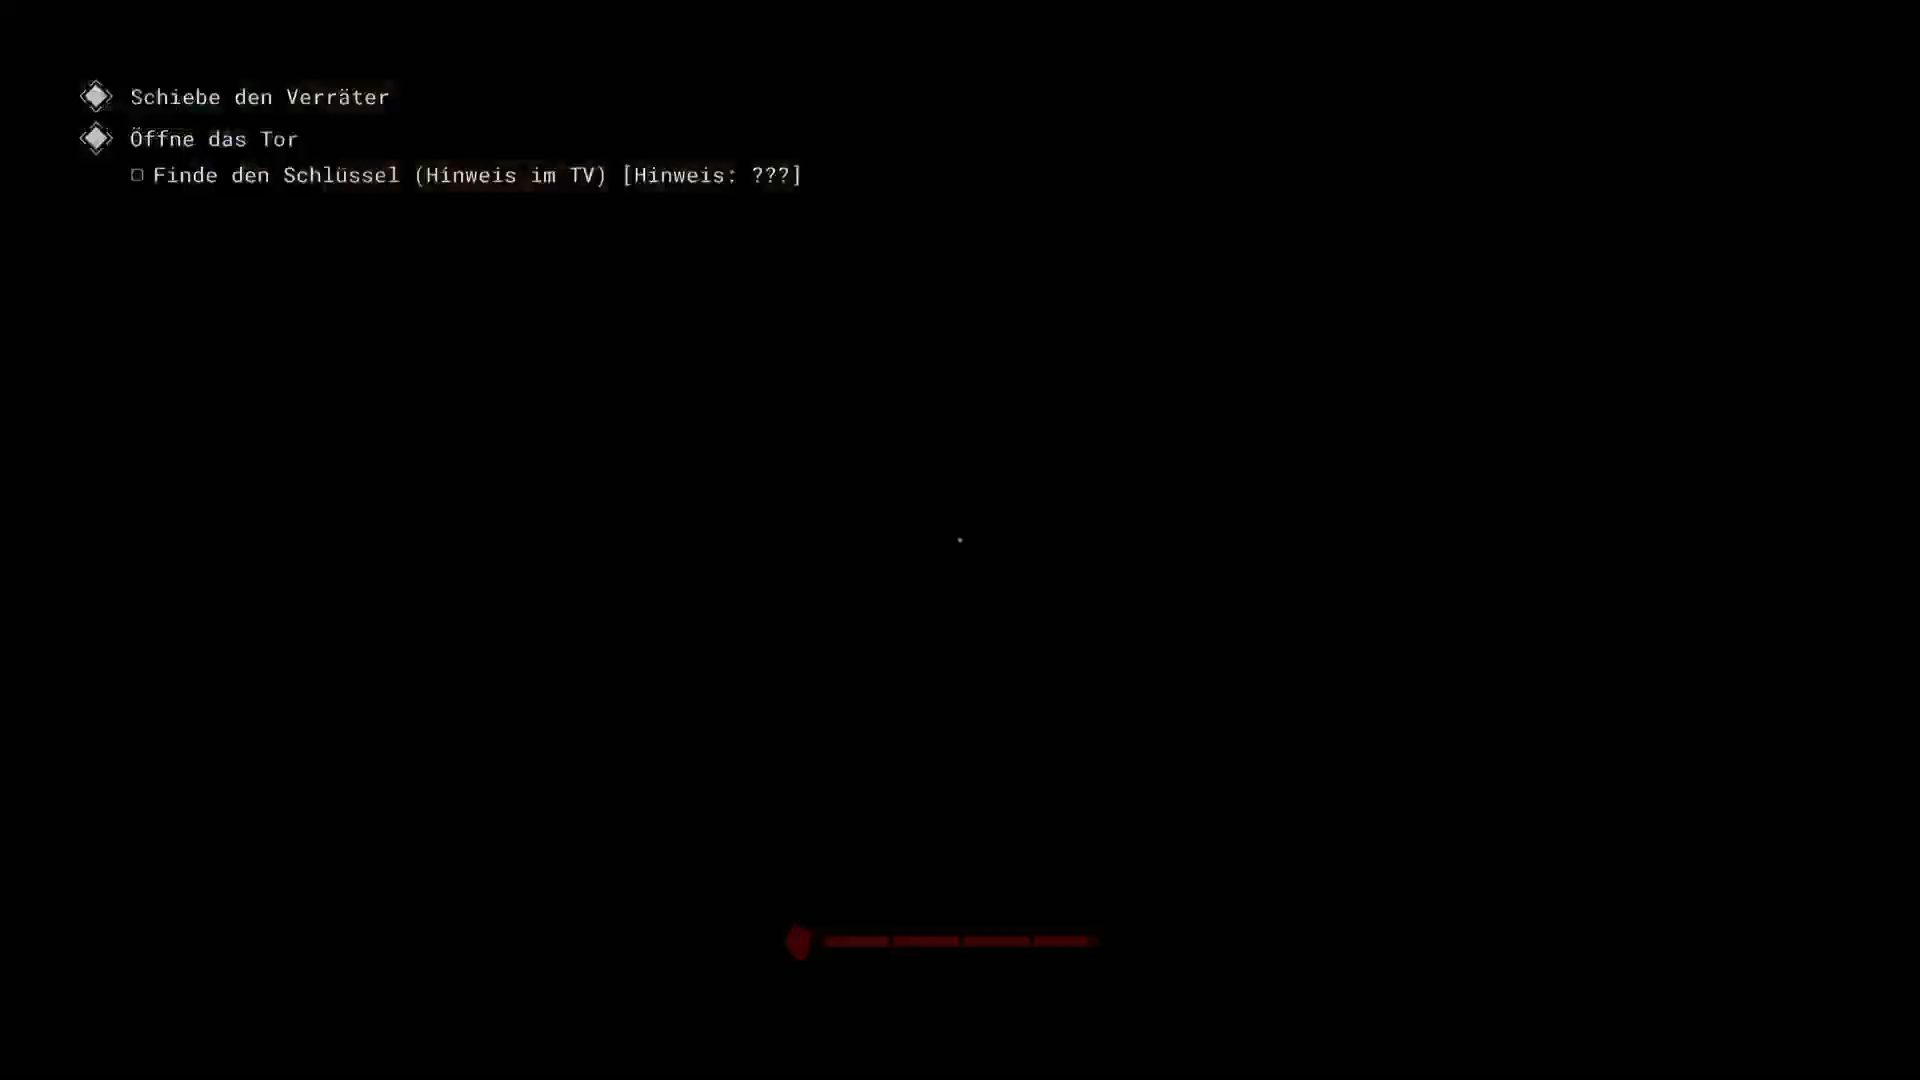 Schiebe den Verräter
Öffne das Tor
Finde den Schlüssel (Hinweis im TV) [Hinweis: ???]